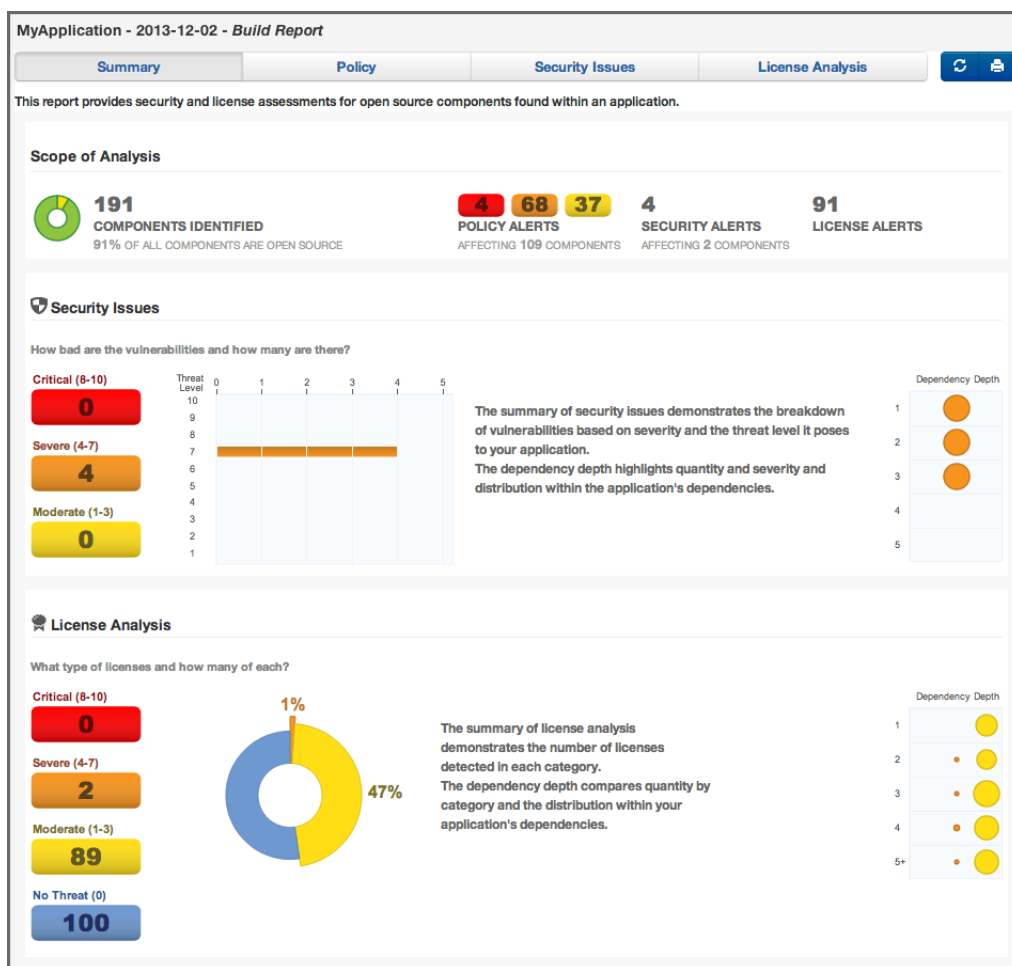 MyApplication - 2013-12-02 - Build Report
Summary
Policy
Security Issues
License Analysis
This report provides security and license assessments for open source components found within an application.
Scope of Analysis
191
COMPONENTS IDENTIFIED
91% OF ALL COMPONENTS ARE OPEN SOURCE
4 68 37
POLICY ALERTS
AFFECTING 109 COMPONENTS
4
SECURITY ALERTS
AFFECTING 2 COMPONENTS
91
LICENSE ALERTS
Security Issues
How bad are the vulnerabilities and how many are there?
Critical (8-10)
0
Severe (4-7)
4
Moderate (1-3)
0
Threat
Level
0 1 2 3 4 5
10
9
8
7
6
5
4
3
2
1
The summary of security issues demonstrates the breakdown
of vulnerabilities based on severity and the threat level it poses
to your application.
The dependency depth highlights quantity and severity and
distribution within the application's dependencies.
Dependency Depth
1
2
3
4
5
License Analysis
What type of licenses and how many of each?
Critical (8-10)
0
Severe (4-7)
2
Moderate (1-3)
89
No Threat (0)
100
1%
47%
The summary of license analysis
demonstrates the number of licenses
detected in each category.
The dependency depth compares quantity by
category and the distribution within your
application's dependencies.
Dependency Depth
1
2
3
4
5+